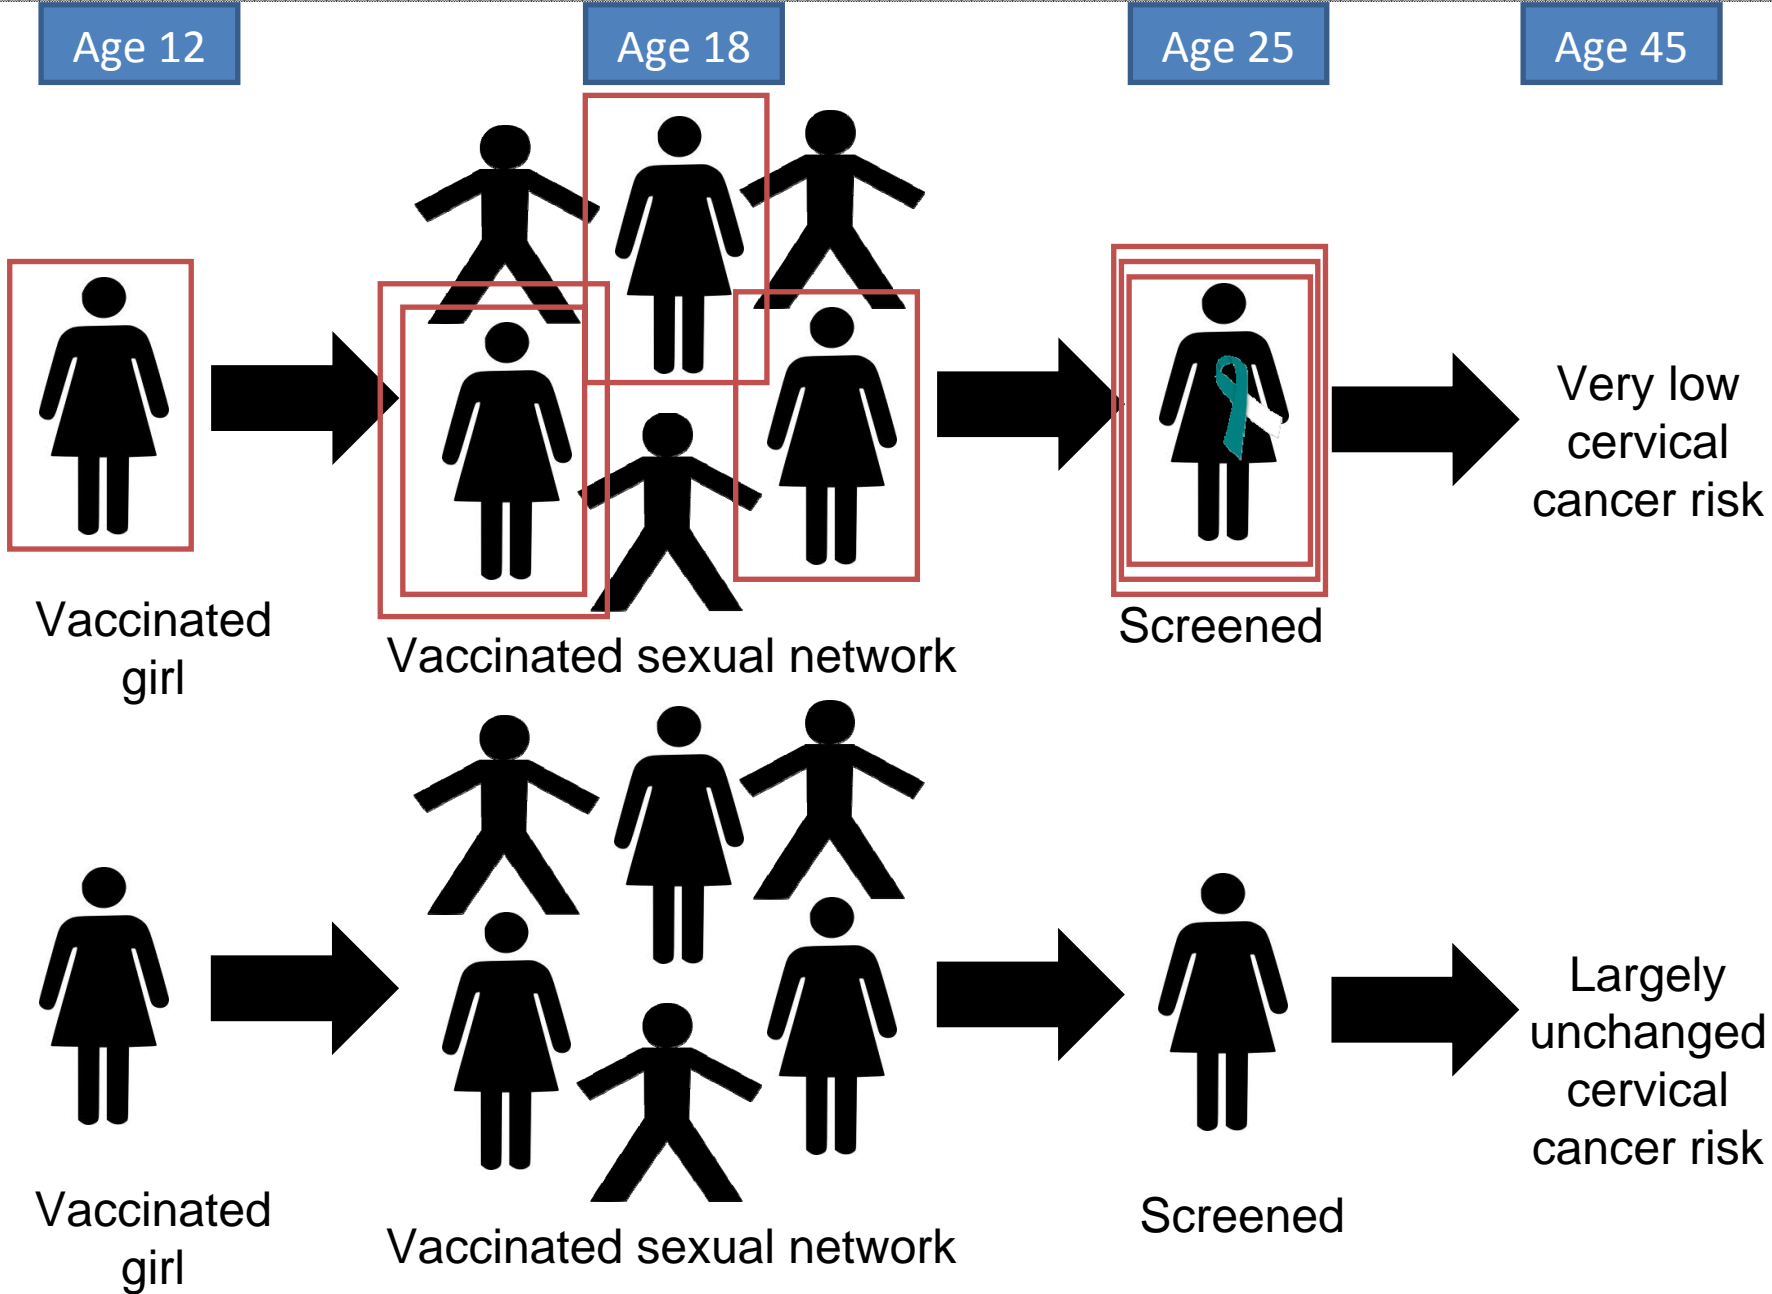 Age 12
Age 18
Age 25
Age 45
Vaccinated
girl
Vaccinated sexual network
Screened
Very low
cervical
cancer risk
Vaccinated
girl
Vaccinated sexual network
Screened
Largely
unchanged
cervical
cancer risk